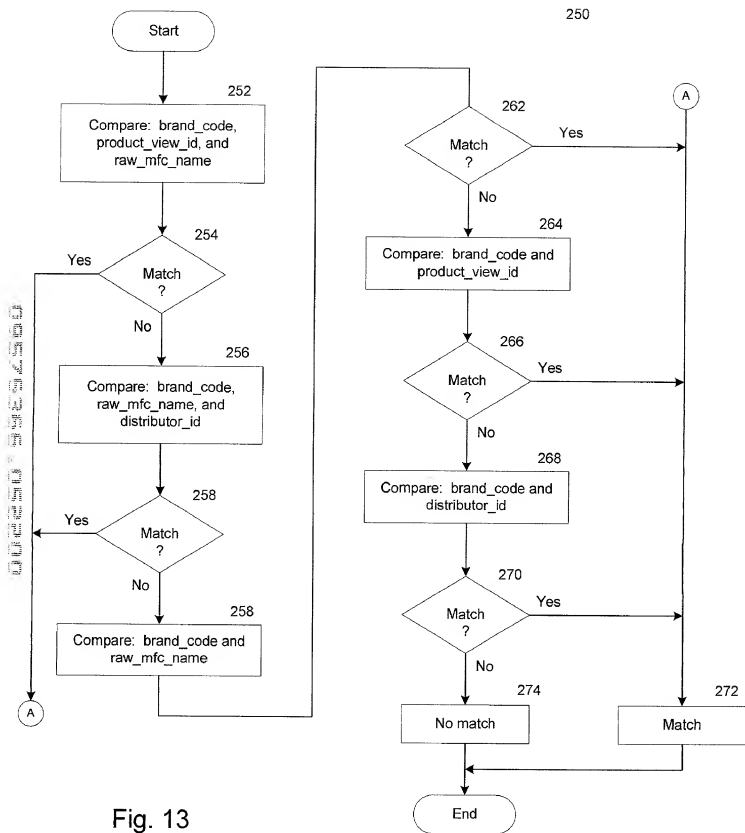 250
Start
252
Compare: brand_code,
product_view_id, and
raw_mfc_name
254
Yes
Match
?
No
256
Compare: brand_code,
raw_mfc_name, and
distributor_id
258
Yes
Match
?
No
258
Compare: brand_code and
raw_mfc_name
A
262
A
Match
?
Yes
No
264
Compare: brand_code and
product_view_id
266
Match
?
Yes
No
268
Compare: brand_code and
distributor_id
270
Match
?
Yes
No
274
No match
272
Match
End
Fig. 13